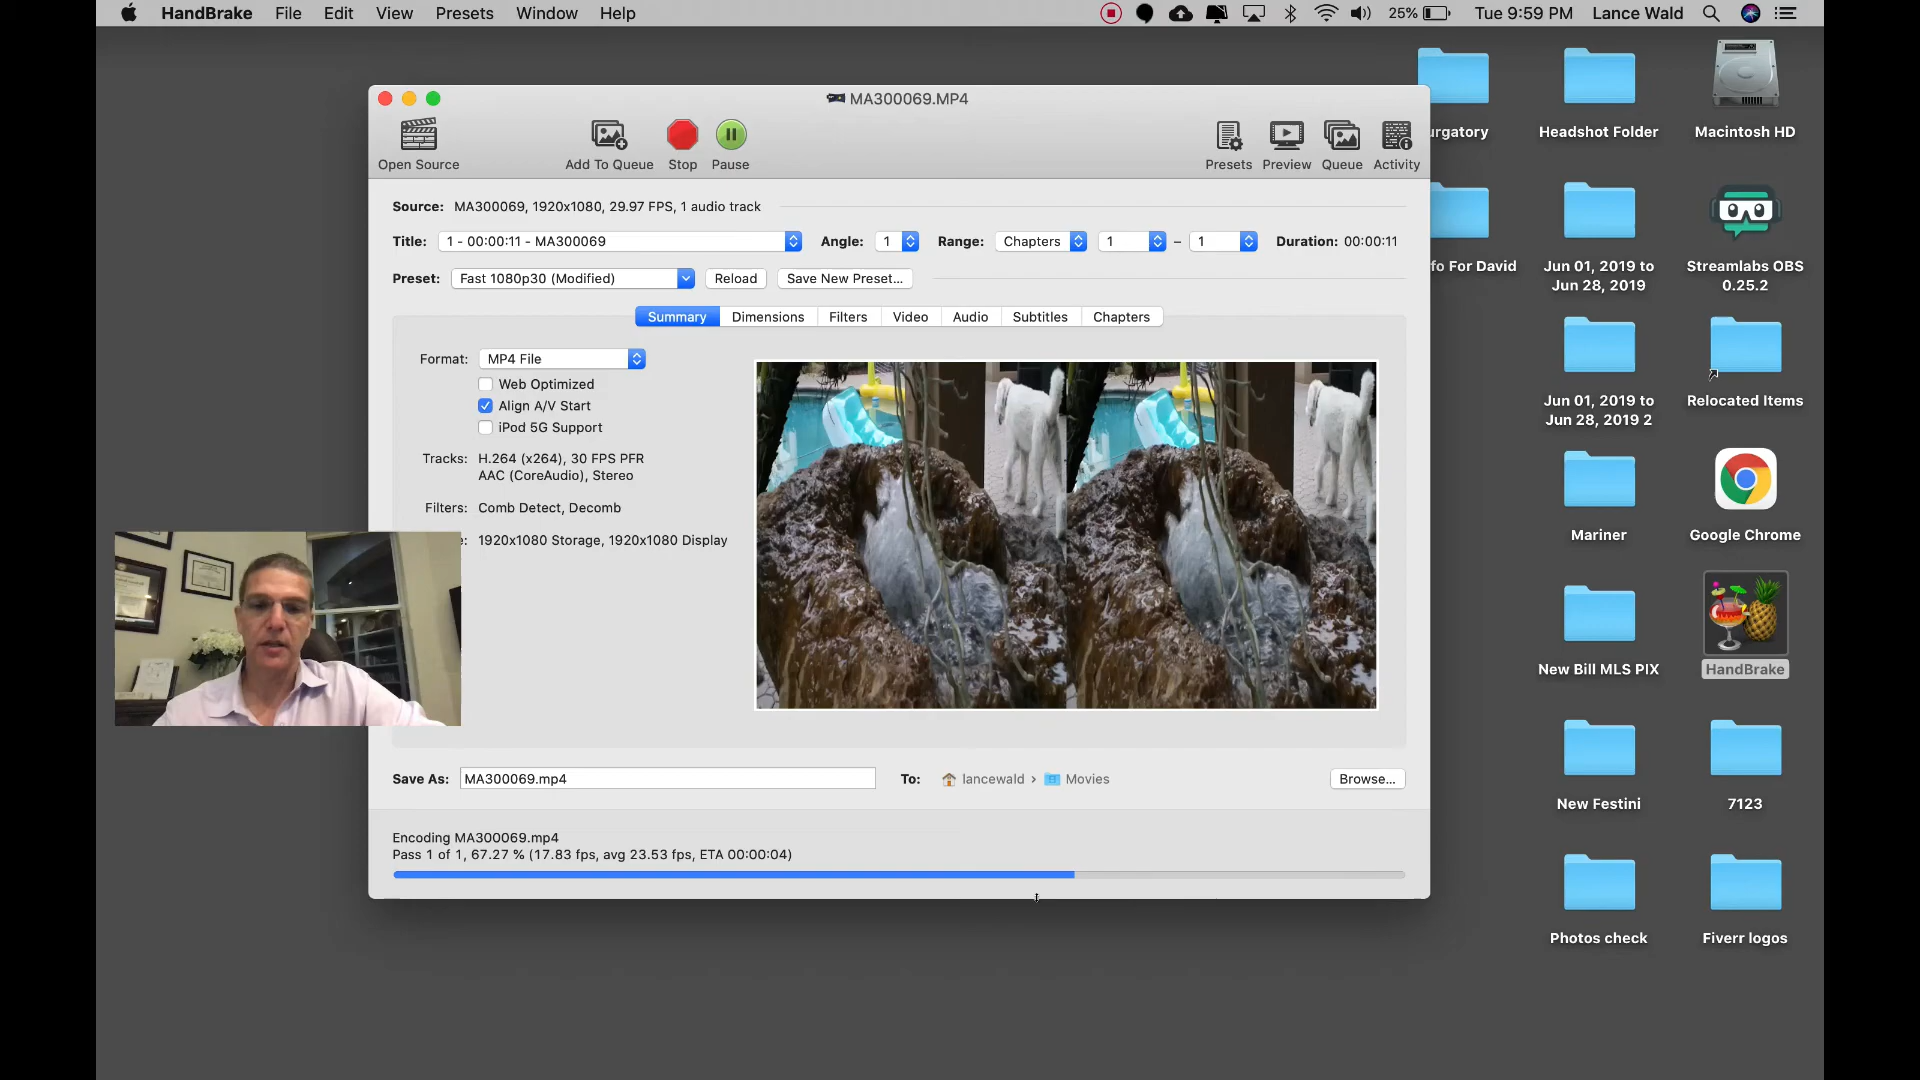 HandBrake File Edit View Presets Window Help 25% Tue 9:59 PM Lance Wald
MA300069.MP4
Open Source Add To Queue Stop Pause Presets Preview Queue Activity
Source: MA300069, 1920x1080, 29.97 FPS, 1 audio track
Title: 1 - 00:00:11 - MA300069 Angle: 1 Range: Chapters 1 – 1 Duration: 00:00:11
Preset: Fast 1080p30 (Modified) Reload Save New Preset...
Summary Dimensions Filters Video Audio Subtitles Chapters
Format: MP4 File
Web Optimized
Align A/V Start
iPod 5G Support
Tracks: H.264 (x264), 30 FPS PFR
AAC (CoreAudio), Stereo
Filters: Comb Detect, Decomb
e: 1920x1080 Storage, 1920x1080 Display
Save As: MA300069.mp4 To: lancewald › Movies Browse...
Encoding MA300069.mp4
Pass 1 of 1, 67.27 % (17.83 fps, avg 23.53 fps, ETA 00:00:04)
urgatory Headshot Folder Macintosh HD
fo For David Jun 01, 2019 to Streamlabs OBS
Jun 28, 2019 0.25.2
Jun 01, 2019 to Relocated Items
Jun 28, 2019 2
Mariner Google Chrome
New Bill MLS PIX HandBrake
New Festini 7123
Photos check Fiverr logos